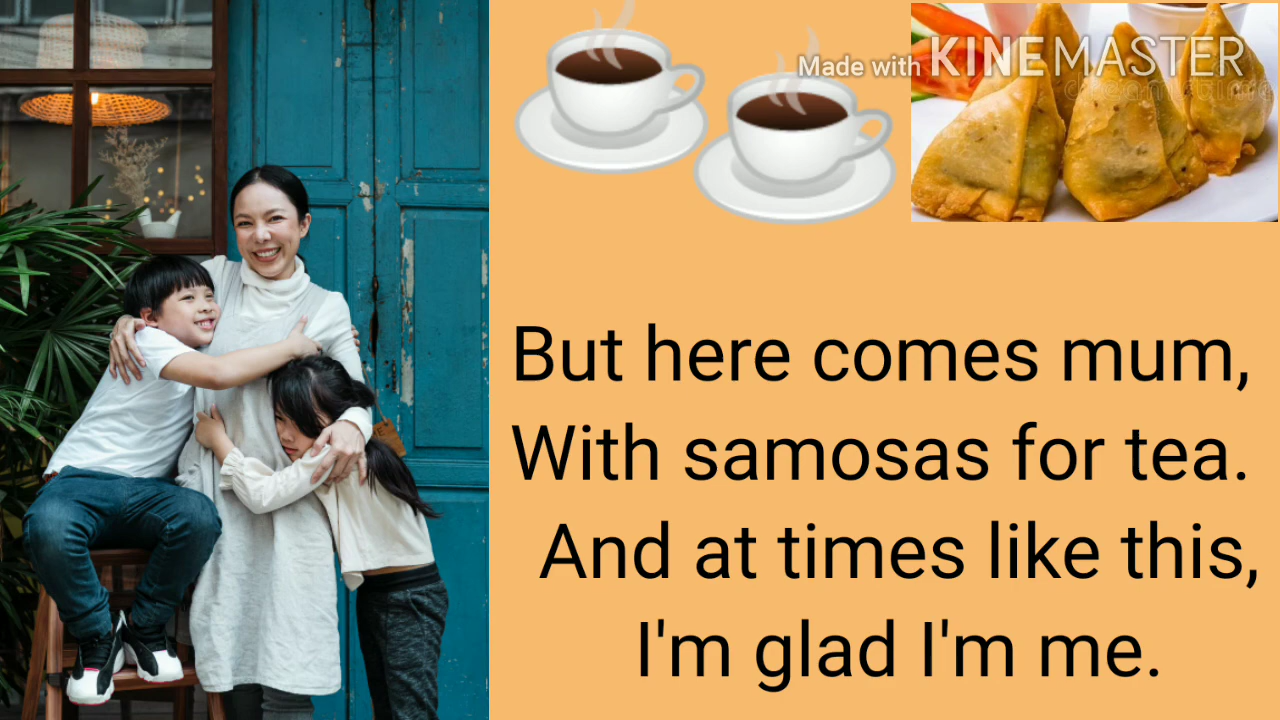 Made with KINEMASTER
But here comes mum,
With samosas for tea.
And at times like this,
I'm glad I'm me.